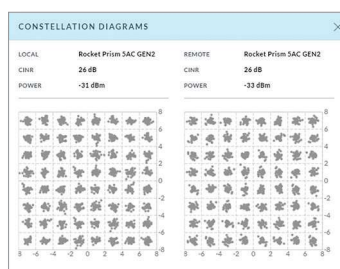 CONSTELLATION DIAGRAMS
LOCAL Rocket Prism 5AC GEN2
CINR 26 dB
POWER -31 dBm
REMOTE Rocket Prism 5AC GEN2
CINR 26 dB
POWER -33 dBm
8
6
4
2
0
-2
-4
-6
-8
8 -6 -4 -2 0 2 4 6 8
8
6
4
2
0
-2
-4
-6
-8
-8 -6 -4 -2 0 2 4 6 8